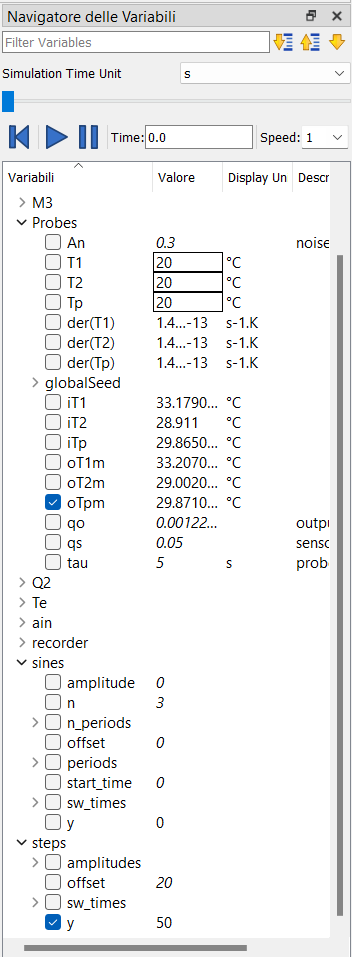 Navigatore delle Variabili
Filter Variables
Simulation Time Unit s
Time: 0.0 Speed: 1
Variabili Valore Display Un Descr
M3
Probes
An 0.3 noise
T1 20 °C
T2 20 °C
Tp 20 °C
der(T1) 1.4...-13 s-1.K
der(T2) 1.4...-13 s-1.K
der(Tp) 1.4...-13 s-1.K
globalSeed
iT1 33.1790... °C
iT2 28.911 °C
iTp 29.8650... °C
oT1m 33.2070... °C
oT2m 29.0020... °C
oTpm 29.8710... °C
qo 0.00122... outpu
qs 0.05 senso
tau 5 s probe
Q2
Te
ain
recorder
sines
amplitude 0
n 3
n_periods
offset 0
periods
start_time 0
sw_times
y 0
steps
amplitudes
offset 20
sw_times
y 50